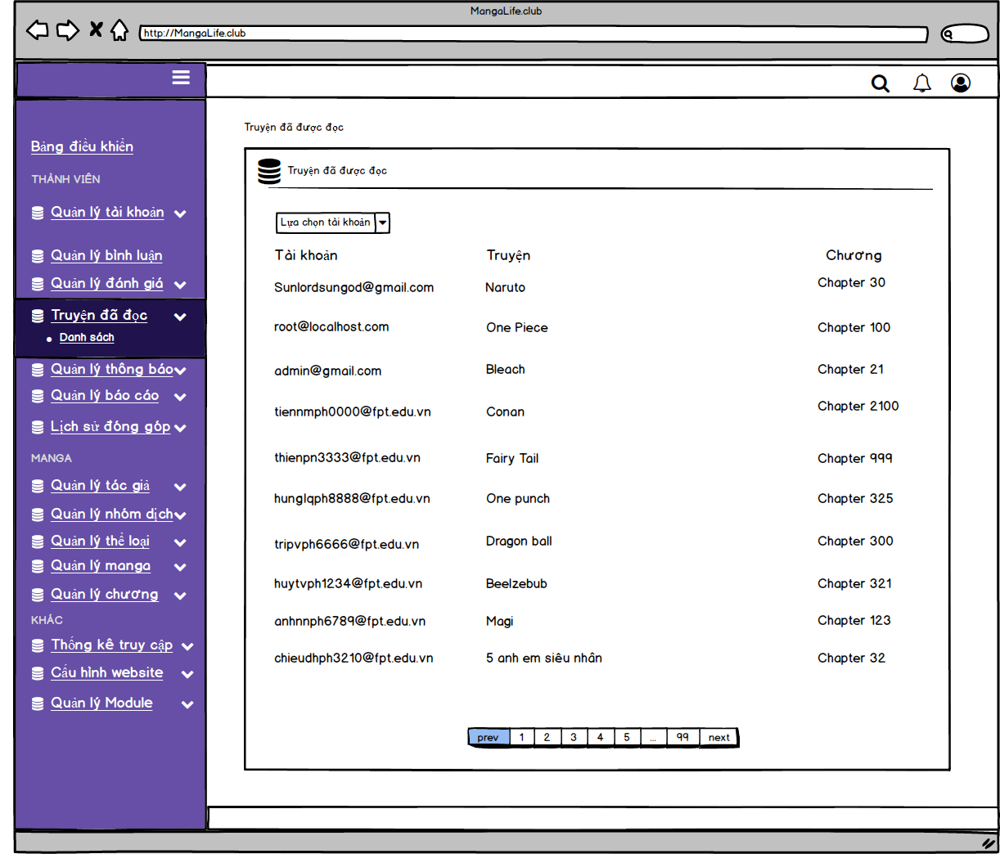 MangaLife.club
http://MangaLife.club
Bảng điều khiển
THÀNH VIÊN
Quản lý tài khoản
Quản lý bình luận
Quản lý đánh giá
Truyện đã đọc
Danh sách
Quản lý thông báo
Quản lý báo cáo
Lịch sử đóng góp
MANGA
Quản lý tác giả
Quản lý nhóm dịch
Quản lý thể loại
Quản lý manga
Quản lý chương
KHÁC
Thống kê truy cập
Cấu hình website
Quản lý Module
Truyện đã được đọc
Truyện đã được đọc
Lựa chọn tài khoản
Tài khoản Truyện Chương
Sunlordsungod@gmail.com Naruto Chapter 30
root@localhost.com One Piece Chapter 100
admin@gmail.com Bleach Chapter 21
tiennmph0000@fpt.edu.vn Conan Chapter 2100
thienpn3333@fpt.edu.vn Fairy Tail Chapter 999
hunglqph8888@fpt.edu.vn One punch Chapter 325
tripvph6666@fpt.edu.vn Dragon ball Chapter 300
huytvph1234@fpt.edu.vn Beelzebub Chapter 321
anhnnph6789@fpt.edu.vn Magi Chapter 123
chieudhph3210@fpt.edu.vn 5 anh em siêu nhân Chapter 32
prev 1 2 3 4 5 ... 99 next